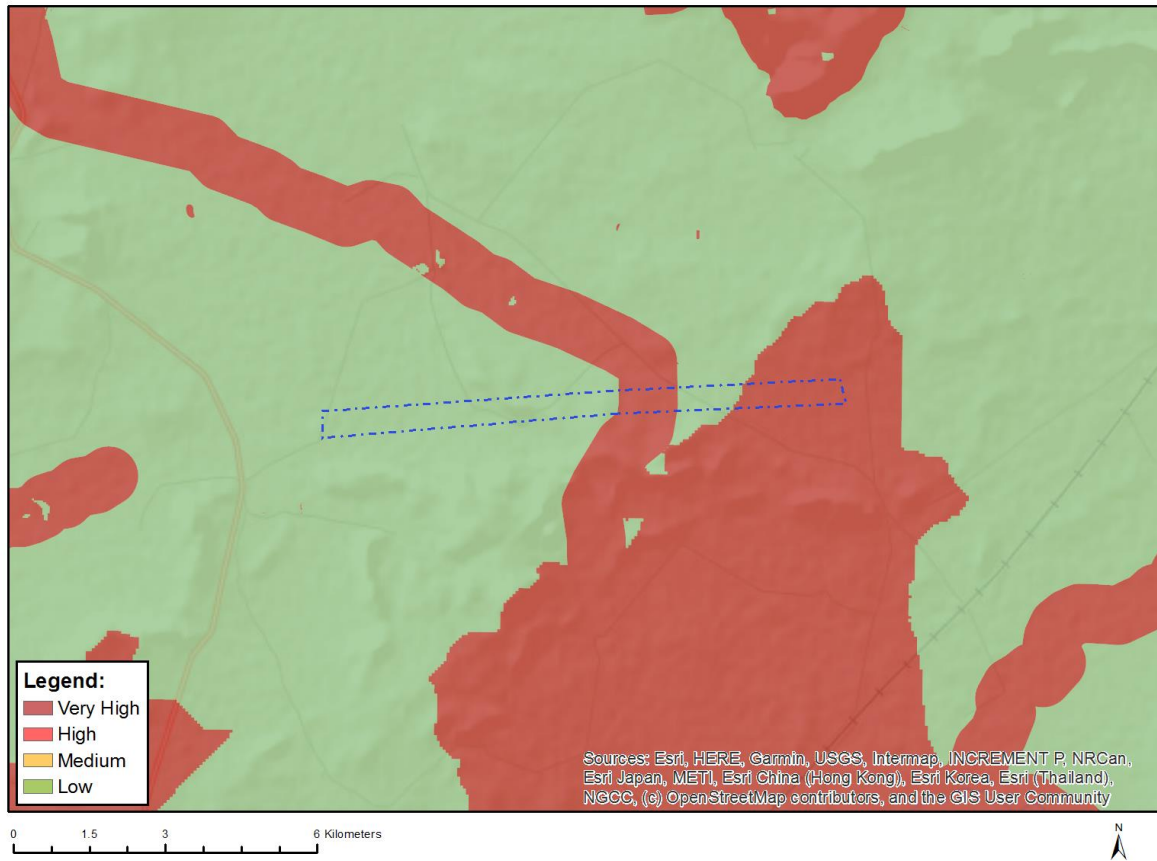 Legend:
Very High
High
Medium
Low
Sources: Esri, HERE, Garmin, USGS, Intermap, INCREMENT P, NRCan,
Esri Japan, METI, Esri China (Hong Kong), Esri Korea, Esri (Thailand),
NGCC, (c) OpenStreetMap contributors, and the GIS User Community
0 1.5 3 6 Kilometers
N